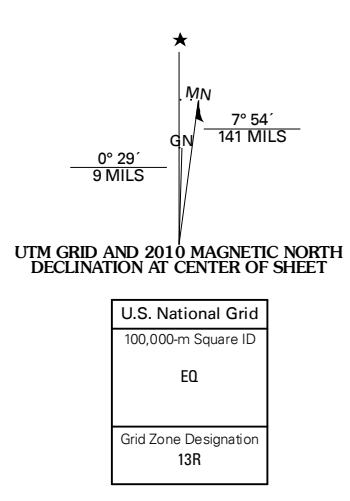 MN
7° 54´
141 MILS
GN
0° 29´
9 MILS
UTM GRID AND 2010 MAGNETIC NORTH
DECLINATION AT CENTER OF SHEET
U.S. National Grid
100,000-m Square ID
EQ
Grid Zone Designation
13R